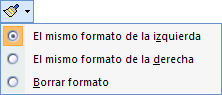 El mismo formato de la izquierda
El mismo formato de la derecha
Borrar formato